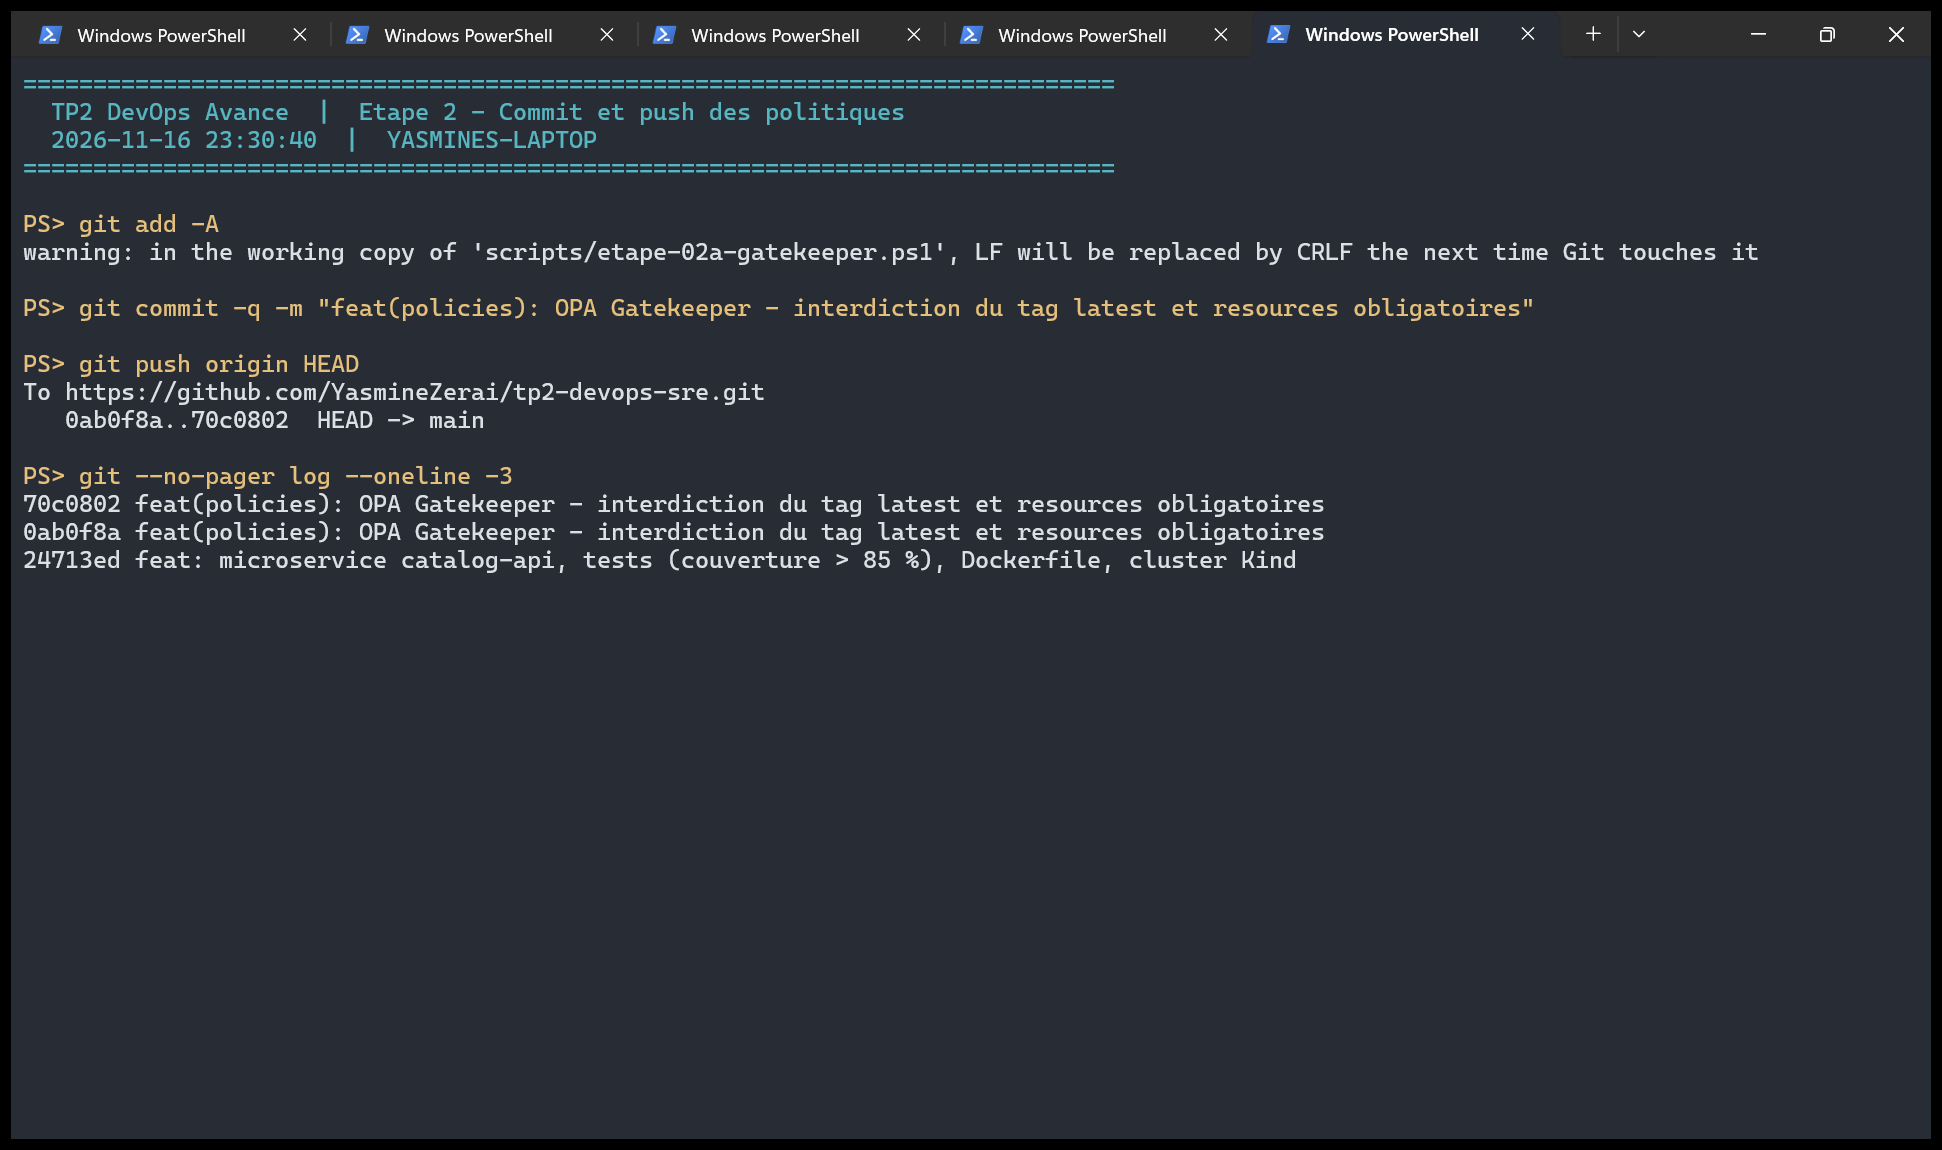 Windows PowerShell
Windows PowerShell
Windows PowerShell
Windows PowerShell
Windows PowerShell
==============================================================================
TP2 DevOps Avance  |  Etape 2 - Commit et push des politiques
2026-11-16 23:30:40  |  YASMINES-LAPTOP
==============================================================================
PS> git add -A
warning: in the working copy of 'scripts/etape-02a-gatekeeper.ps1', LF will be replaced by CRLF the next time Git touches it
PS> git commit -q -m "feat(policies): OPA Gatekeeper - interdiction du tag latest et resources obligatoires"
PS> git push origin HEAD
To https://github.com/YasmineZerai/tp2-devops-sre.git
   0ab0f8a..70c0802  HEAD -> main
PS> git --no-pager log --oneline -3
70c0802 feat(policies): OPA Gatekeeper - interdiction du tag latest et resources obligatoires
0ab0f8a feat(policies): OPA Gatekeeper - interdiction du tag latest et resources obligatoires
24713ed feat: microservice catalog-api, tests (couverture > 85 %), Dockerfile, cluster Kind